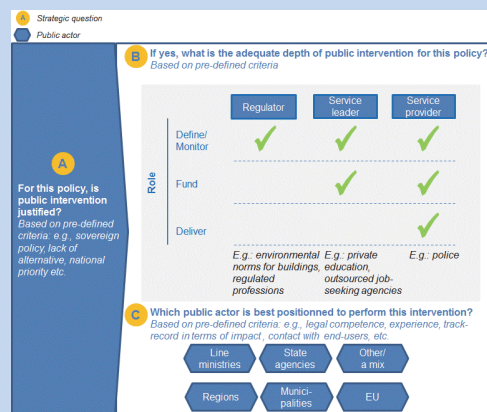 A Strategic question
Public actor
A
For this policy, is
public intervention
justified?
Based on pre-defined
criteria: e.g., sovereign
policy, lack of
alternative, national
priority etc.
B If yes, what is the adequate depth of public intervention for this policy?
Based on pre-defined criteria
Regulator
Service
leader
Service
provider
Role
Define/
Monitor
Fund
Deliver
E.g.: environmental
norms for buildings,
regulated
professions
E.g.: private
education,
outsourced job-
seeking agencies
E.g.: police
C Which public actor is best positionned to perform this intervention?
Based on pre-defined criteria: e.g., legal competence, experience, track-
record in terms of impact , contact with end-users, etc.
Line
ministries
State
agencies
Other/
a mix
Regions
Munici-
palities
EU